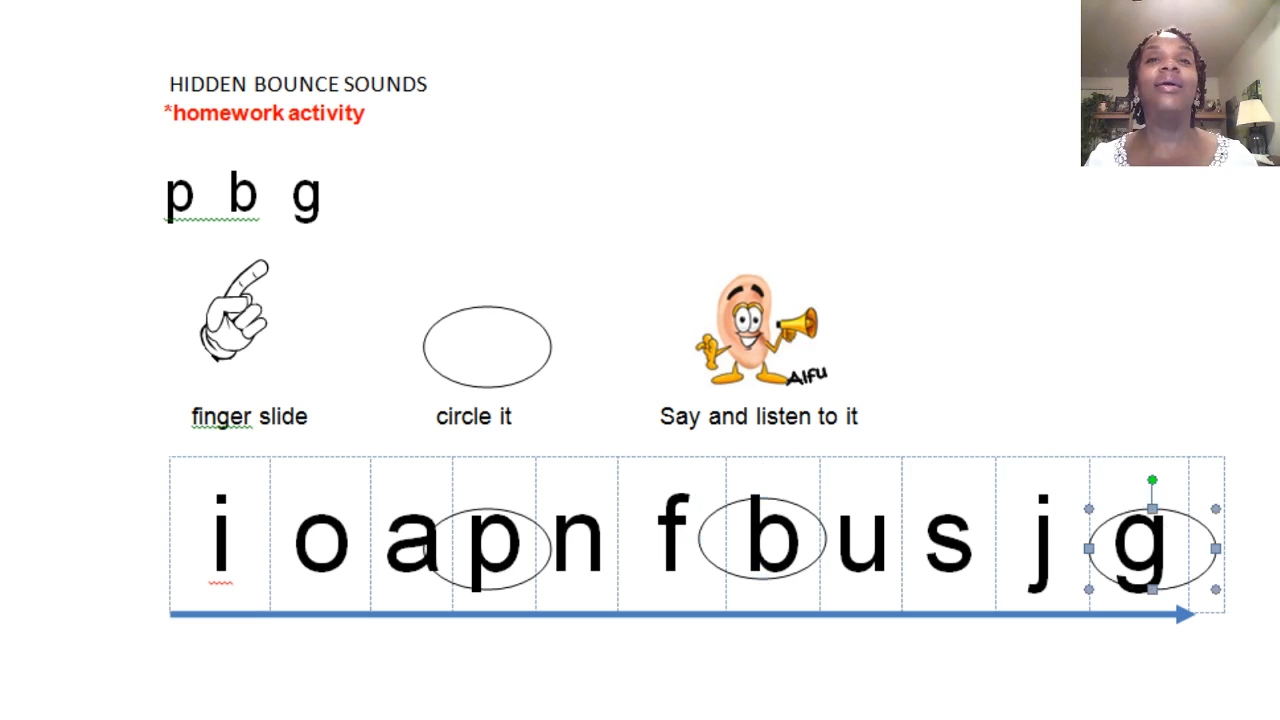 HIDDEN BOUNCE SOUNDS
*homework activity
p b g
Alfu
finger slide circle it Say and listen to it
i o a p n f b u s j g